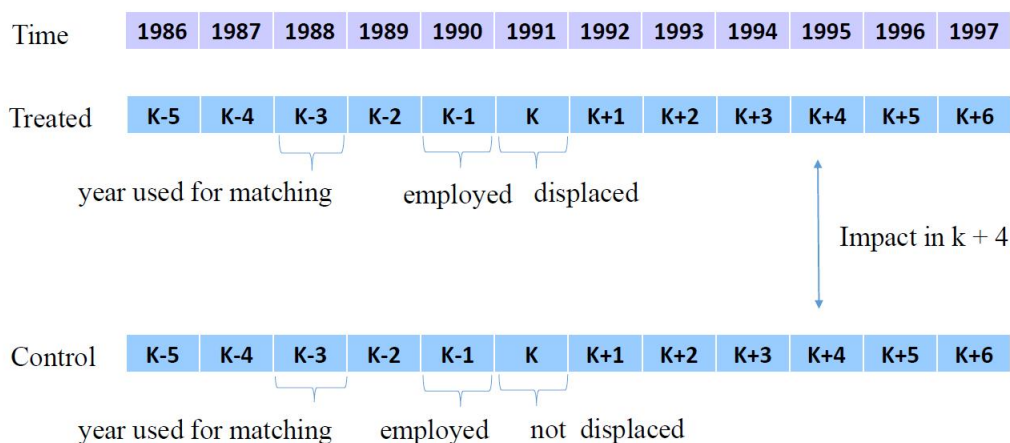 Time 1986 1987 1988 1989 1990 1991 1992 1993 1994 1995 1996 1997
Treated K-5 K-4 K-3 K-2 K-1 K K+1 K+2 K+3 K+4 K+5 K+6
year used for matching employed displaced
Impact in k + 4
Control K-5 K-4 K-3 K-2 K-1 K K+1 K+2 K+3 K+4 K+5 K+6
year used for matching employed not displaced